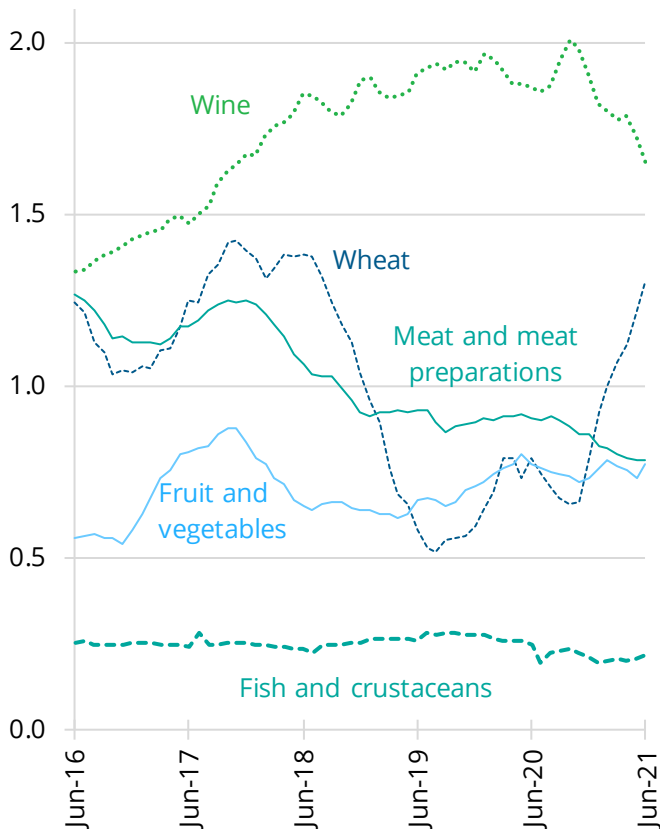 2.0
Wine
1.5
Wheat
Meat and meat
preparations
1.0
Fruit and
vegetables
0.5
Fish and crustaceans
0.0
Jun-16
Jun-17
Jun-18
Jun-19
Jun-20
Jun-21